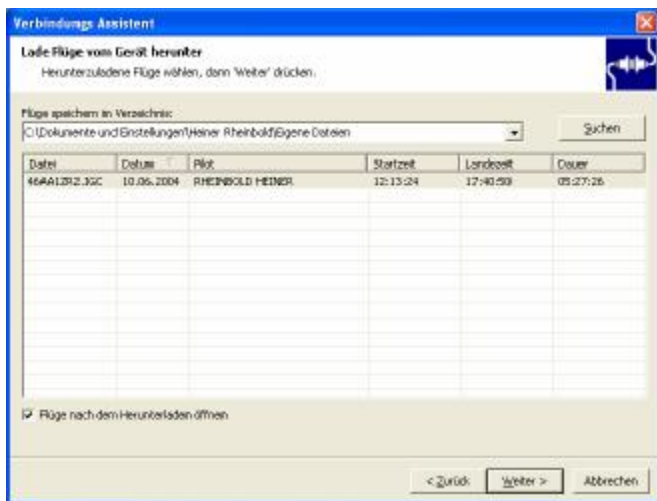 Verbindungs Assistent
Lade Flüge vom Gerät herunter
Herunterzuladene Flüge wählen, dann 'Weiter' drücken.
Flüge speichern in Verzeichnis:
C:\Dokumente und Einstellungen\Heiner Rheinbold\Eigene Dateien
Suchen
Datei Datum Pilot Startzeit Landezeit Dauer
46AA1ZR2.IGC 10.06.2004 RHEINBOLD HEINER 12:13:24 17:40:50 05:27:26
Flüge nach dem Herunterladen öffnen
< Zurück Weiter > Abbrechen